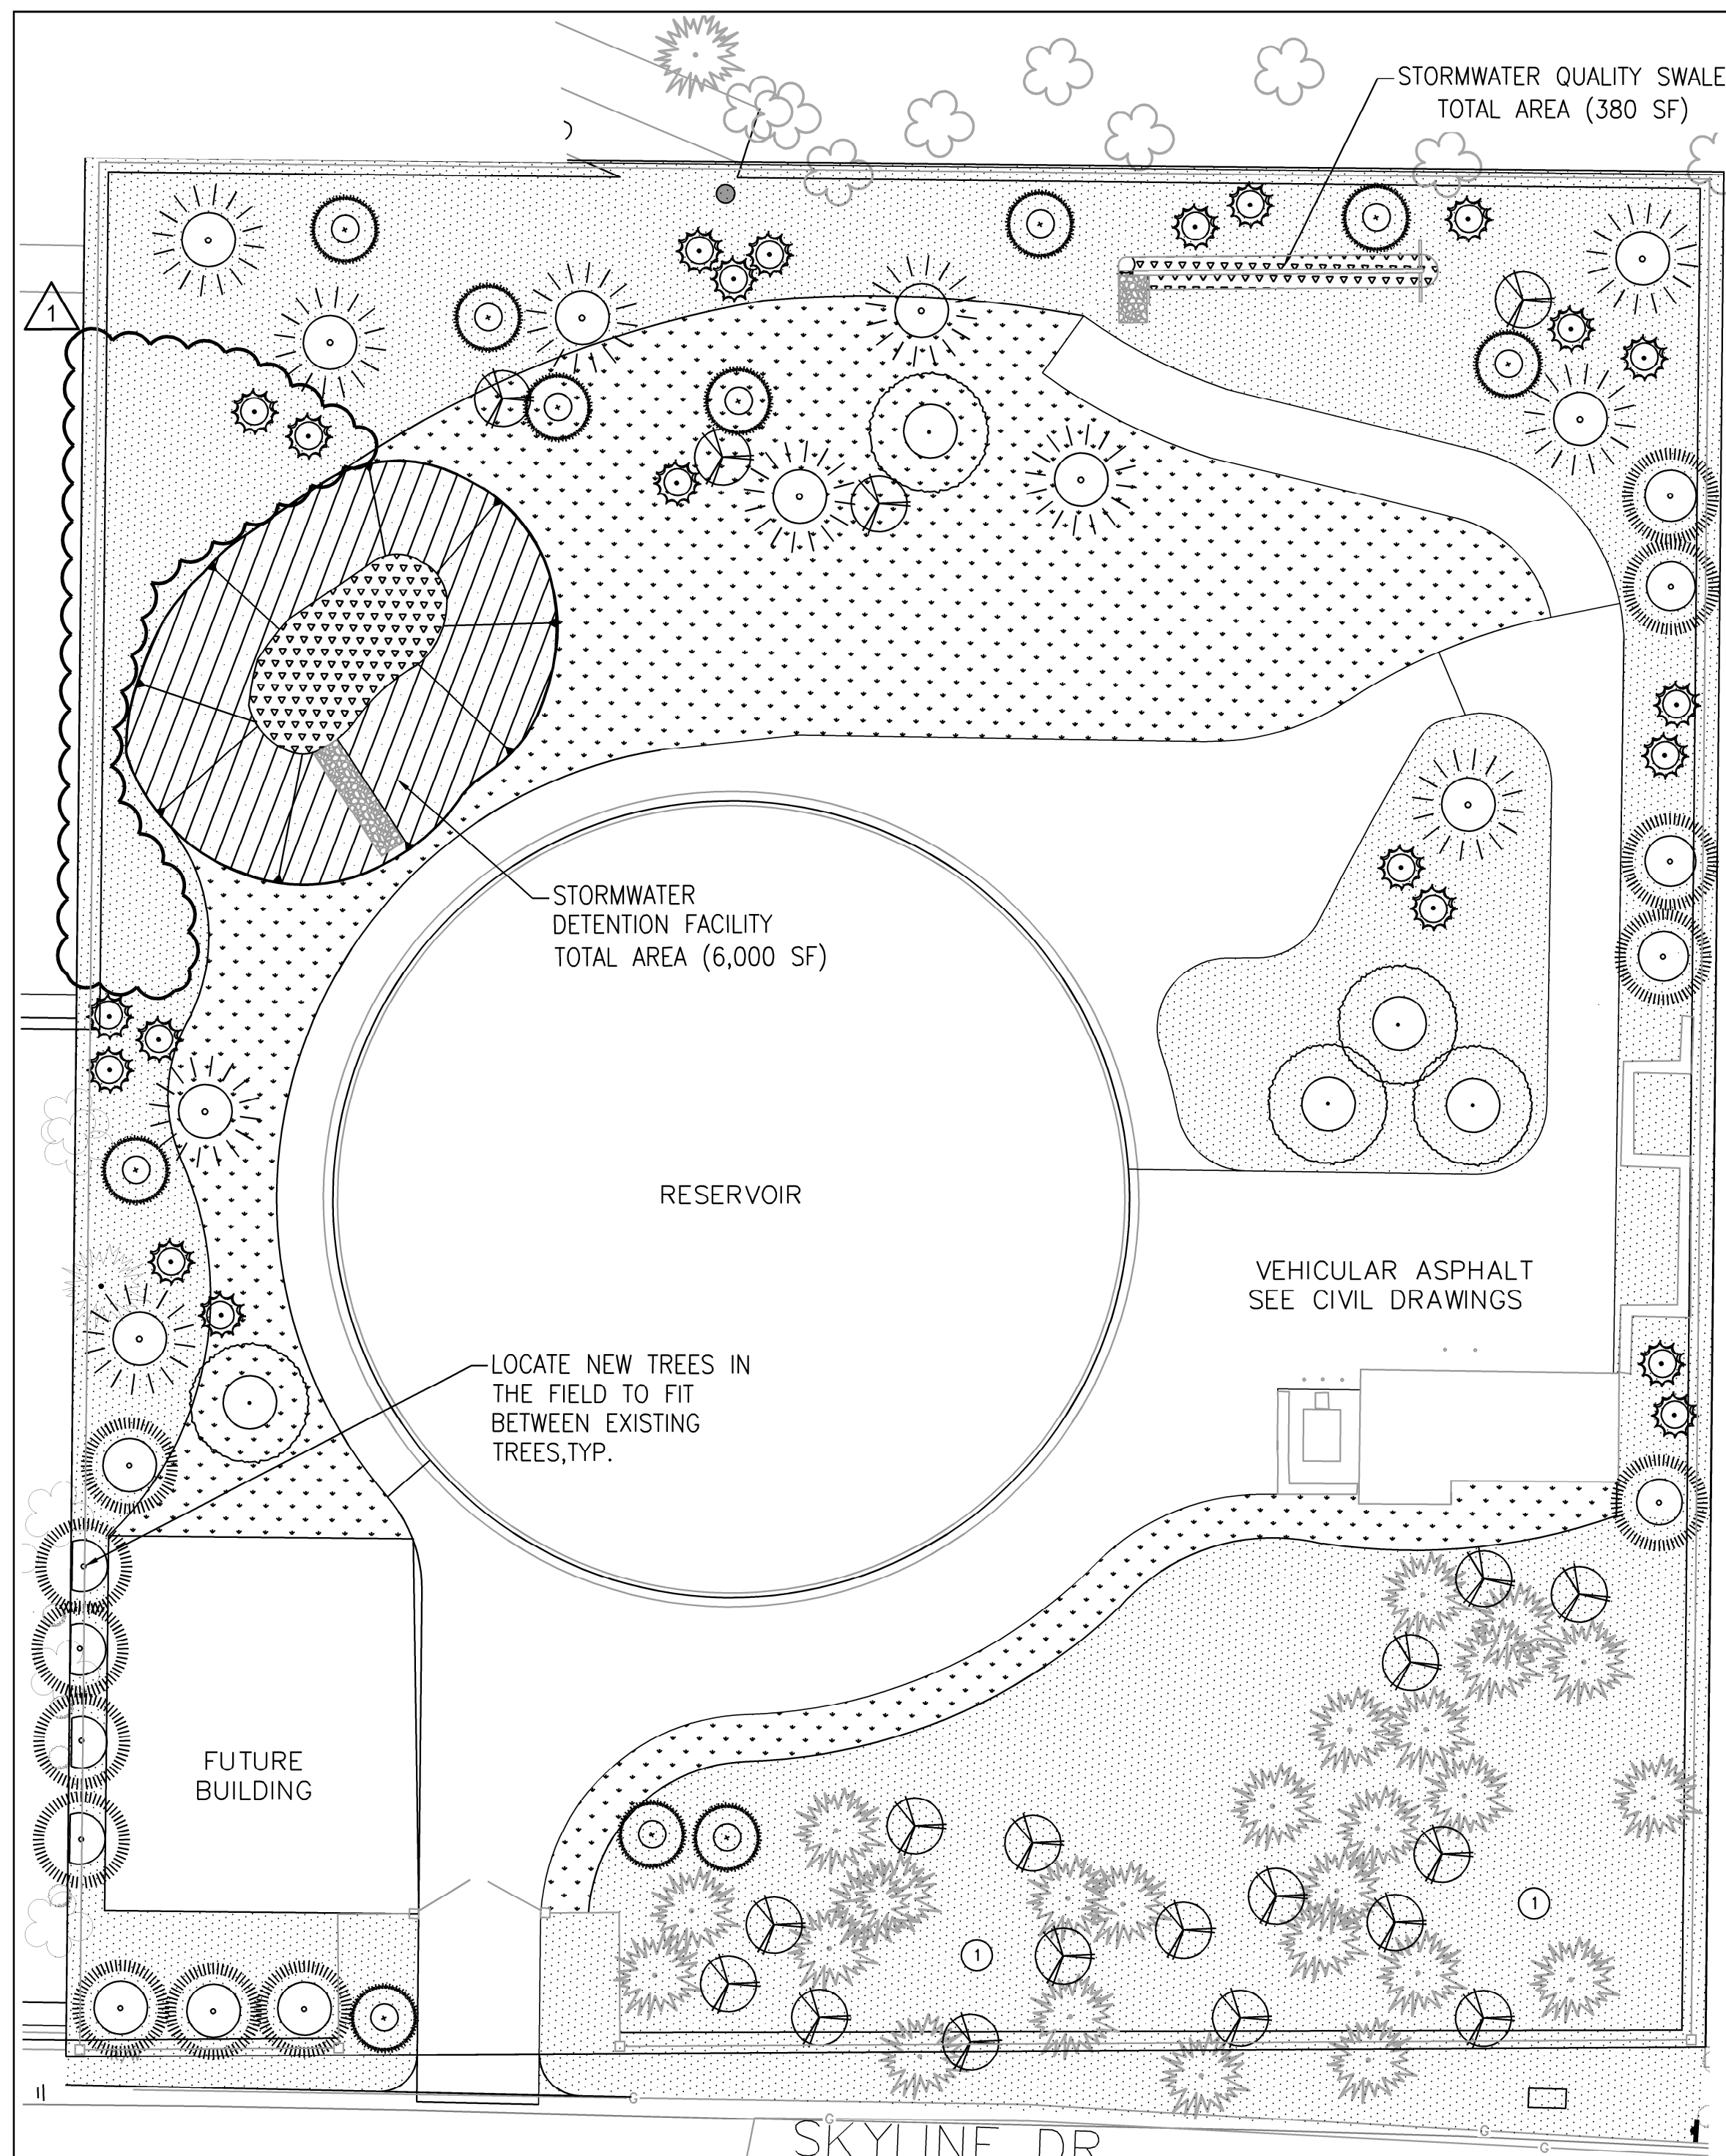 STORMWATER QUALITY SWALE
TOTAL AREA (380 SF)
1
STORMWATER
DETENTION FACILITY
TOTAL AREA (6,000 SF)
RESERVOIR
VEHICULAR ASPHALT
SEE CIVIL DRAWINGS
LOCATE NEW TREES IN
THE FIELD TO FIT
BETWEEN EXISTING
TREES,TYP.
FUTURE
BUILDING
1
1
G
G
G
G
SKYLINE DR